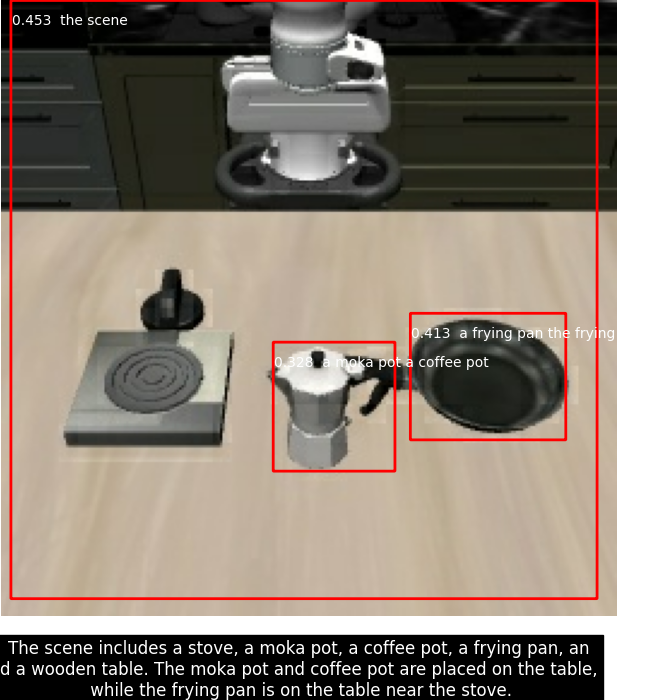 0.453 the scene
0.413 a frying pan the frying
0.328 a moka pot a coffee pot
The scene includes a stove, a moka pot, a coffee pot, a frying pan, an
d a wooden table. The moka pot and coffee pot are placed on the table,
while the frying pan is on the table near the stove.